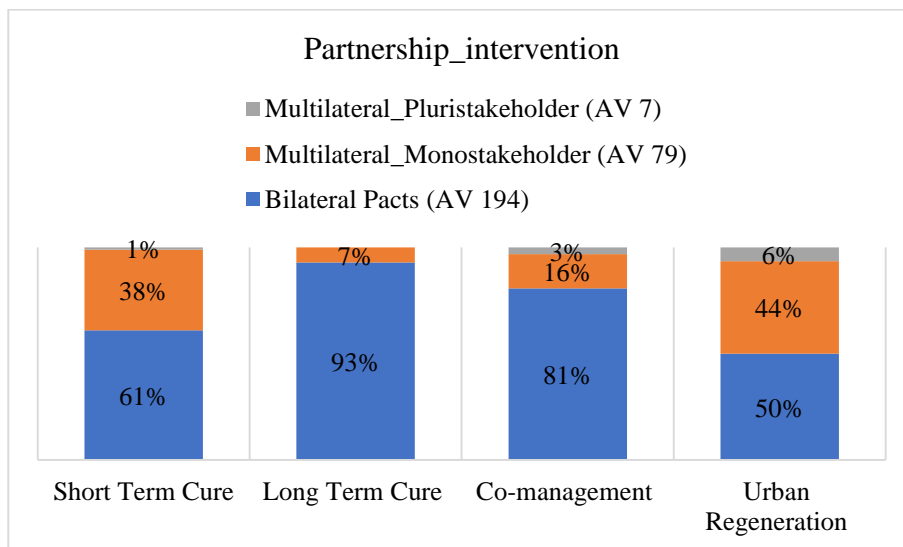 Partnership_intervention
Multilateral_Pluristakeholder (AV 7)
Multilateral_Monostakeholder (AV 79)
Bilateral Pacts (AV 194)
1% 7% 3% 6%
38% 16% 44%
61% 93% 81% 50%
Short Term Cure Long Term Cure Co-management Urban
Regeneration